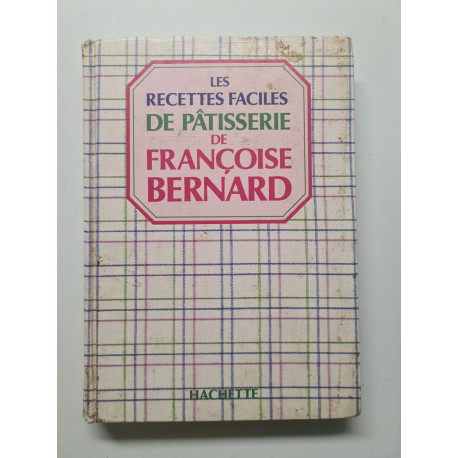 LES
RECETTES FACILES
DE PÂTISSERIE
DE
FRANÇOISE
BERNARD
HACHETTE